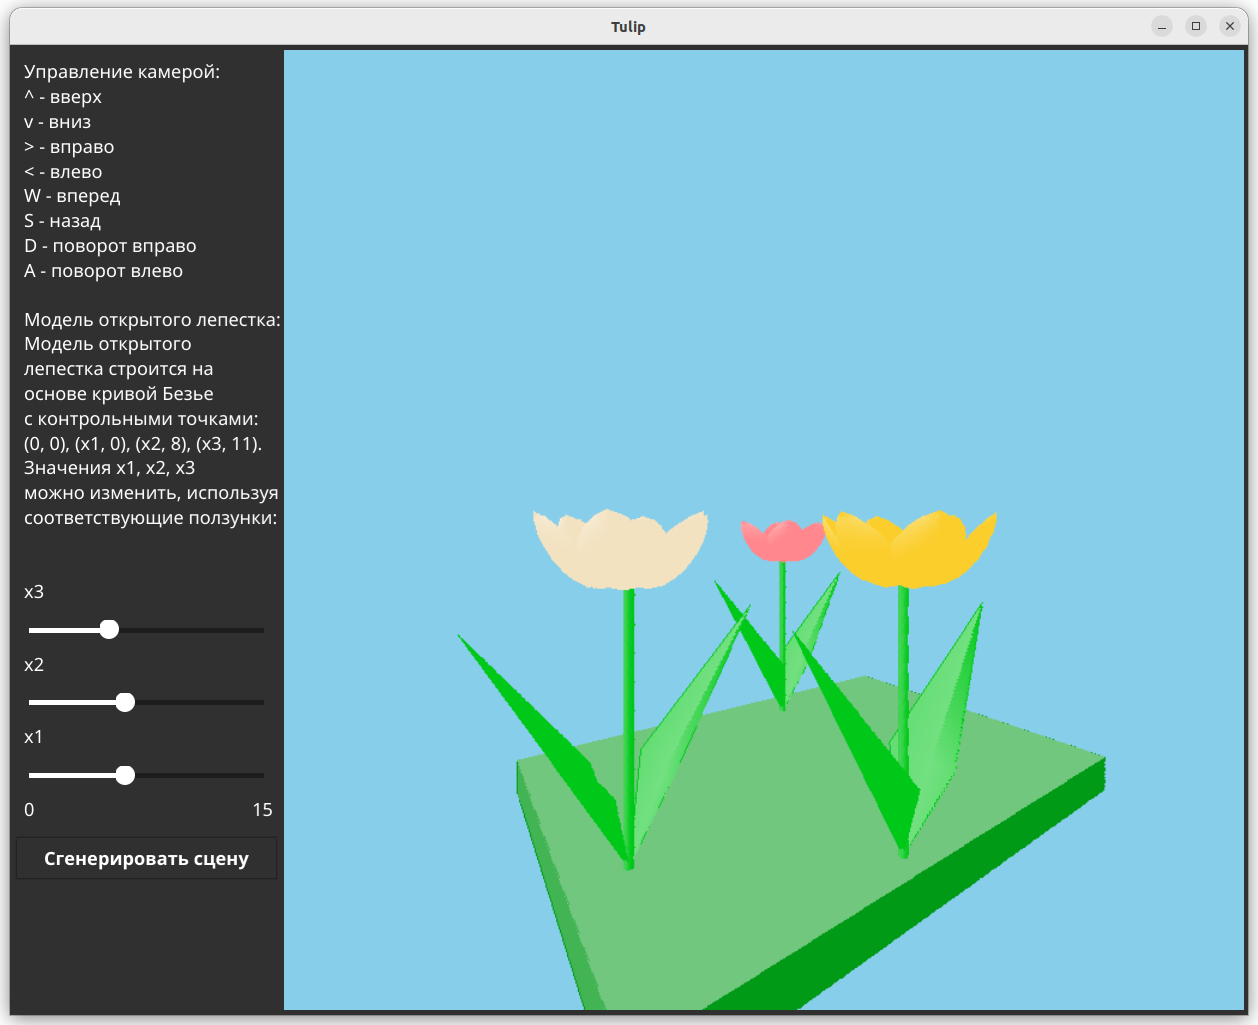 Tulip
Управление камерой:
^ - вверх
v - вниз
> - вправо
< - влево
W - вперед
S - назад
D - поворот вправо
A - поворот влево
Модель открытого лепестка:
Модель открытого
лепестка строится на
основе кривой Безье
с контрольными точками:
(0, 0), (x1, 0), (x2, 8), (x3, 11).
Значения x1, x2, x3
можно изменить, используя
соответствующие ползунки:
x3
x2
x1
0 15
Сгенерировать сцену